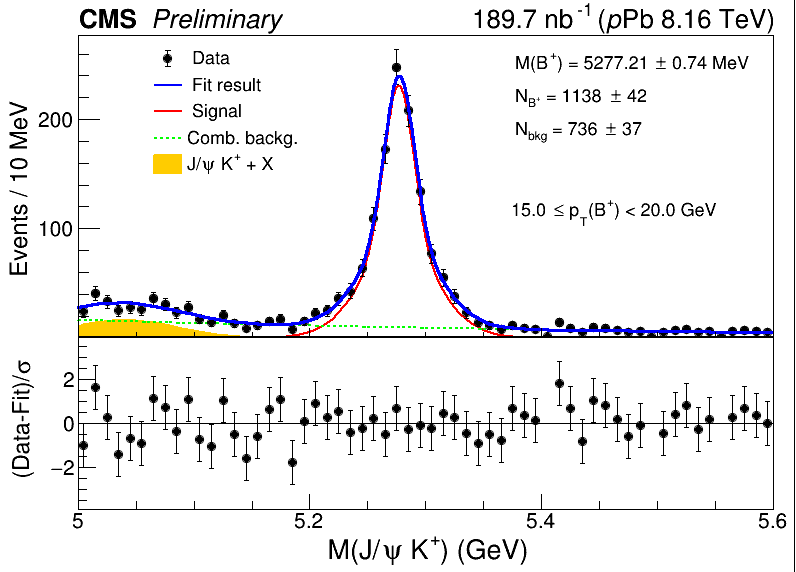 CMS Preliminary 189.7 nb⁻¹ (pPb 8.16 TeV)
Data
Fit result
Signal
Comb. backg.
J/ψ K⁺ + X
M(B⁺) = 5277.21 ± 0.74 MeV
N_B⁺ = 1138 ± 42
N_bkg = 736 ± 37
15.0 ≤ p_T(B⁺) < 20.0 GeV
Events / 10 MeV
200
100
(Data-Fit)/σ
2
0
−2
5 5.2 5.4 5.6
M(J/ψ K⁺) (GeV)